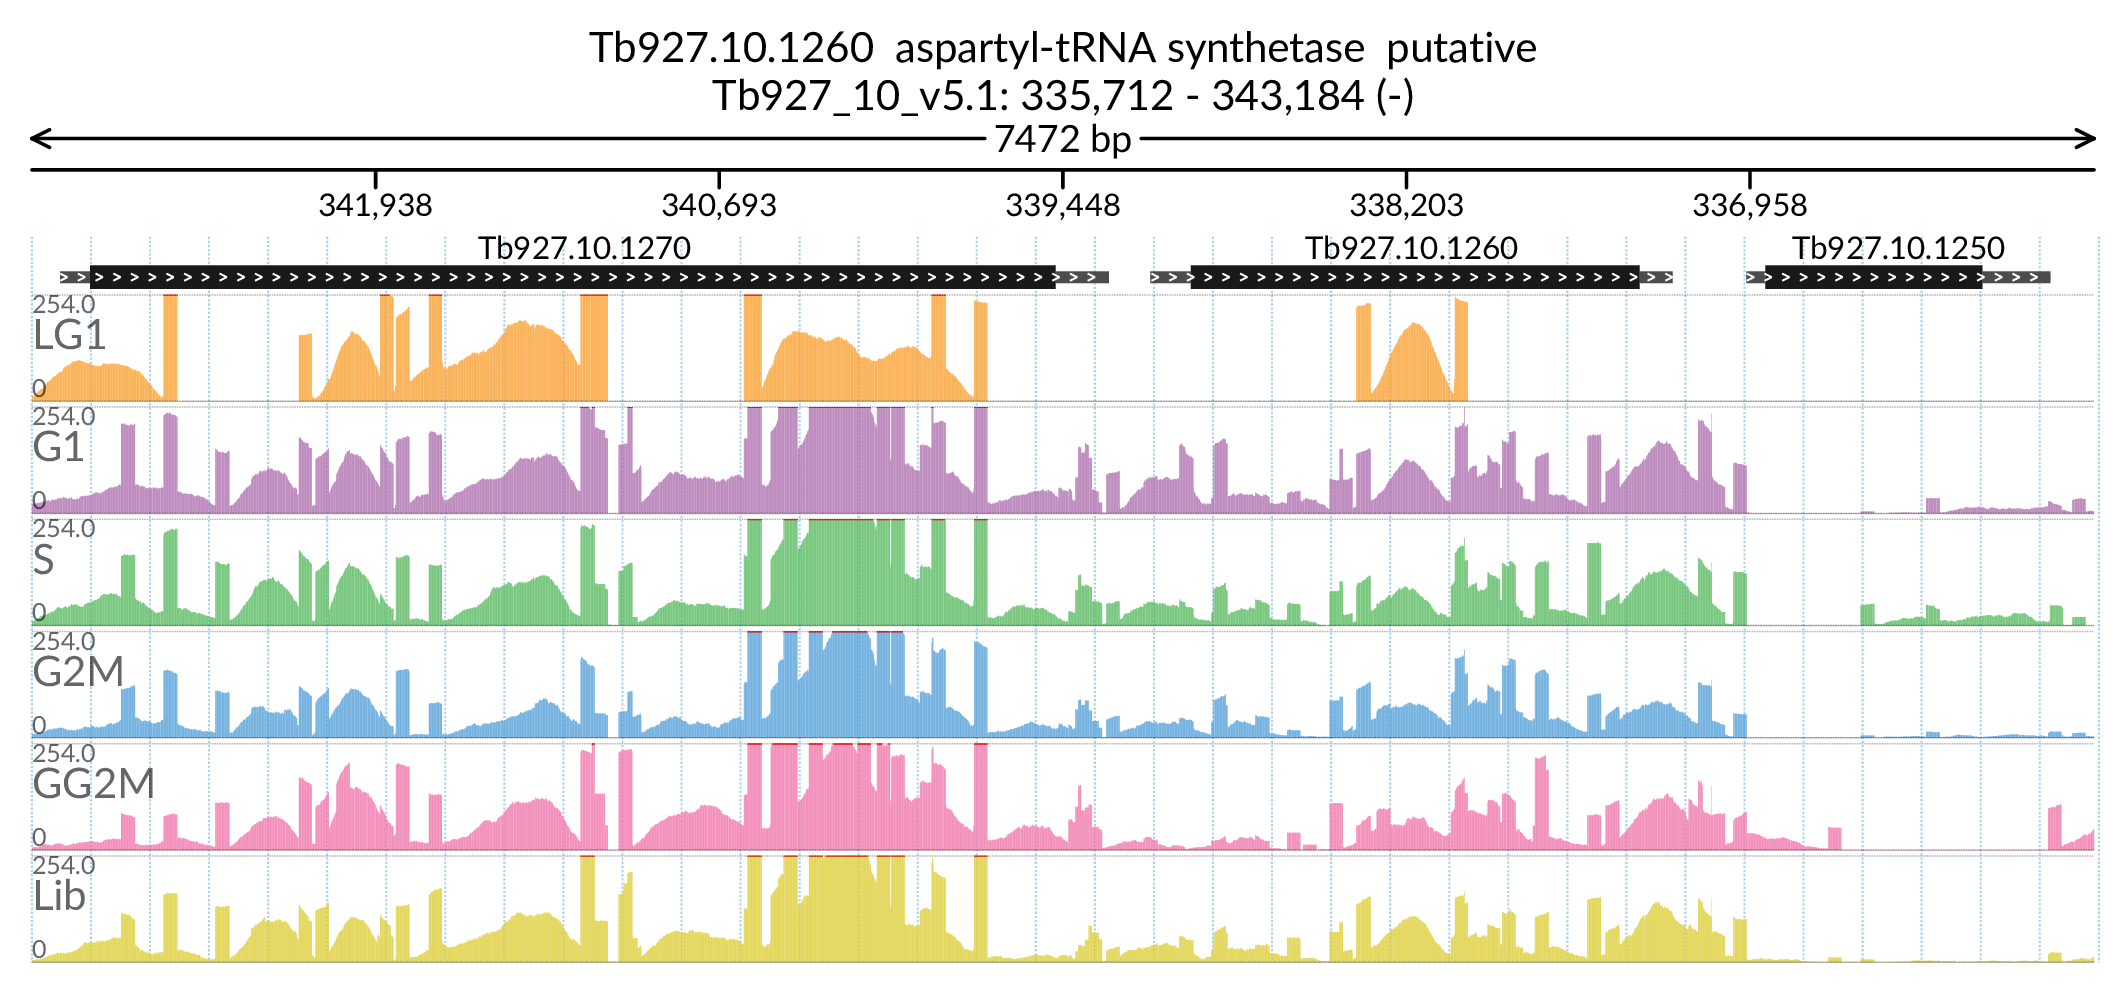 Tb927.10.1260 aspartyl-tRNA synthetase putative
Tb927_10_v5.1: 335,712 - 343,184 (-)
7472 bp
341,938 340,693 339,448 338,203 336,958
Tb927.10.1270 Tb927.10.1260 Tb927.10.1250
254.0
LG1
0
254.0
G1
0
254.0
S
0
254.0
G2M
0
254.0
GG2M
0
254.0
Lib
0